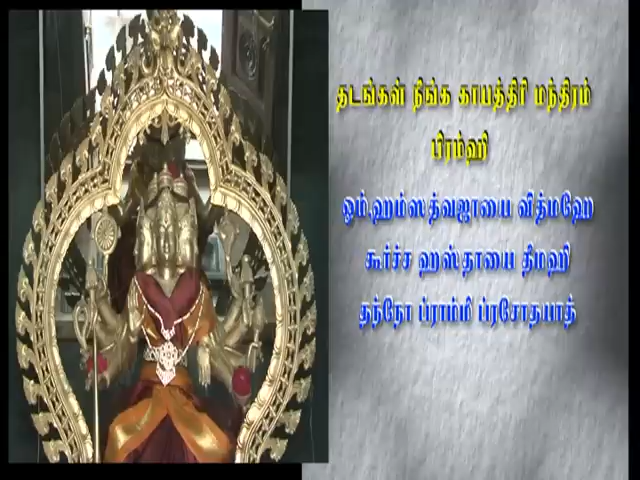 தடங்கள் நீங்க காயத்திரி மந்திரம்
பிரம்ஹி
ஓம்.ஹம்ஸத்வஜாயை வித்மஹே
கூர்ச்ச ஹஸ்தாயை தீமஹி
தந்நோ ப்ராம்மி ப்ரசோதயாத்